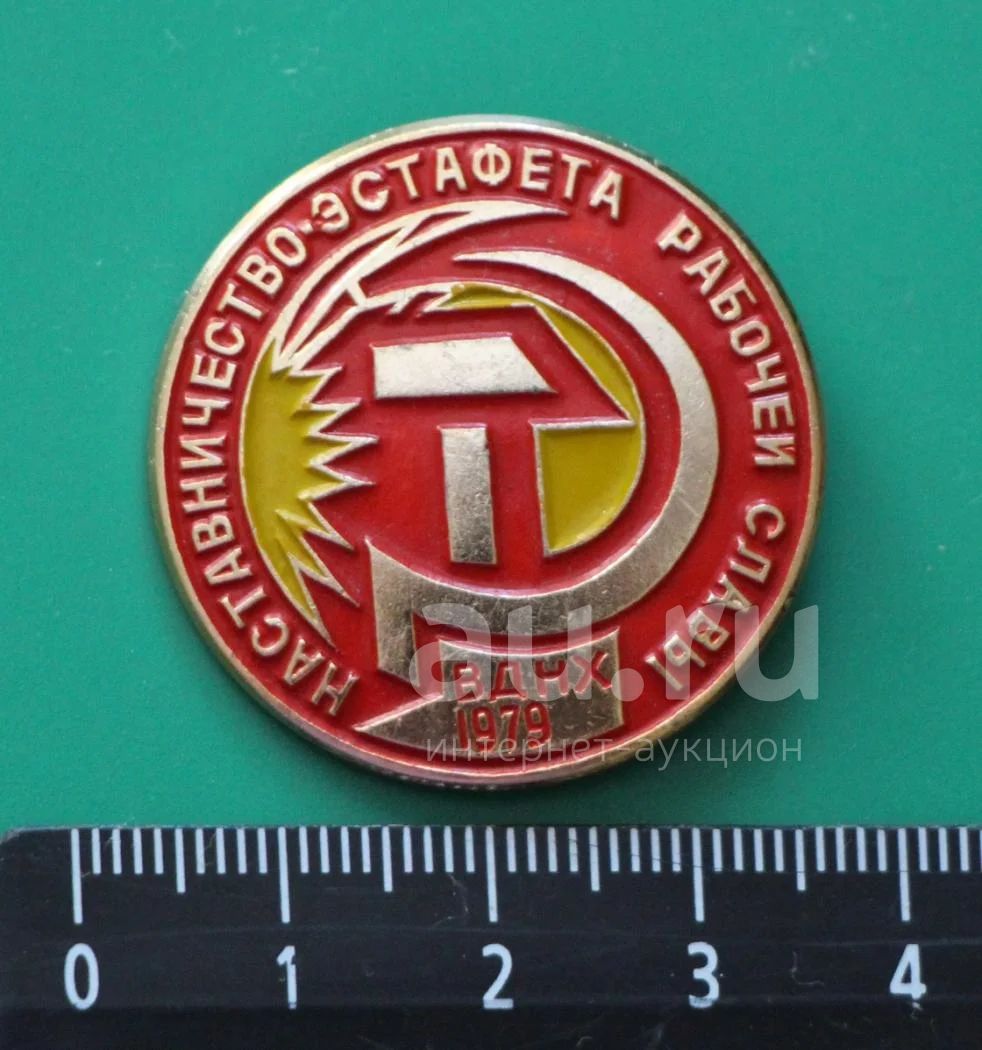 НАСТАВНИЧЕСТВО·ЭСТАФЕТА РАБОЧЕЙ СЛАВЫ
ВДНХ
1979
au.ru
интернет-аукцион
0 1 2 3 4